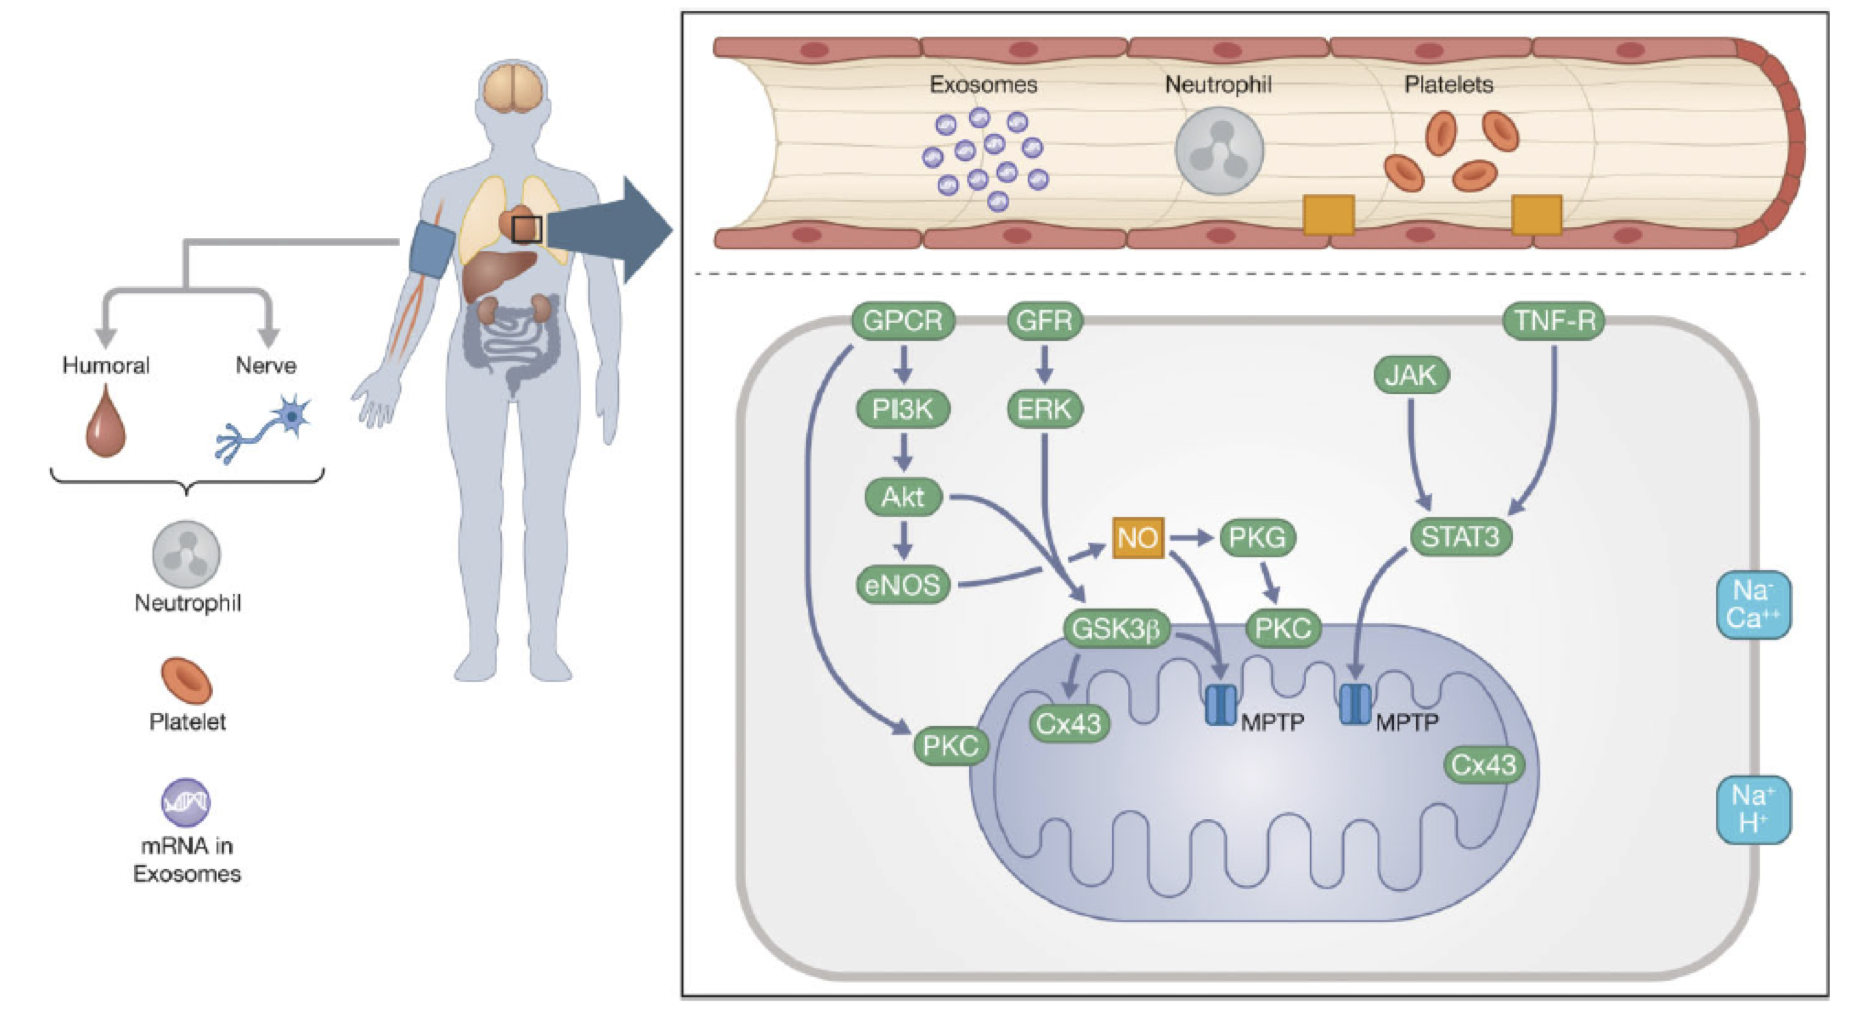 Humoral
Nerve
Neutrophil
Platelet
mRNA in
Exosomes
Exosomes
Neutrophil
Platelets
GPCR
GFR
TNF-R
JAK
PI3K
ERK
Akt
NO
PKG
STAT3
eNOS
GSK3β
PKC
Cx43
MPTP
MPTP
PKC
Cx43
Na⁻
Ca⁺⁺
Na⁺
H⁺